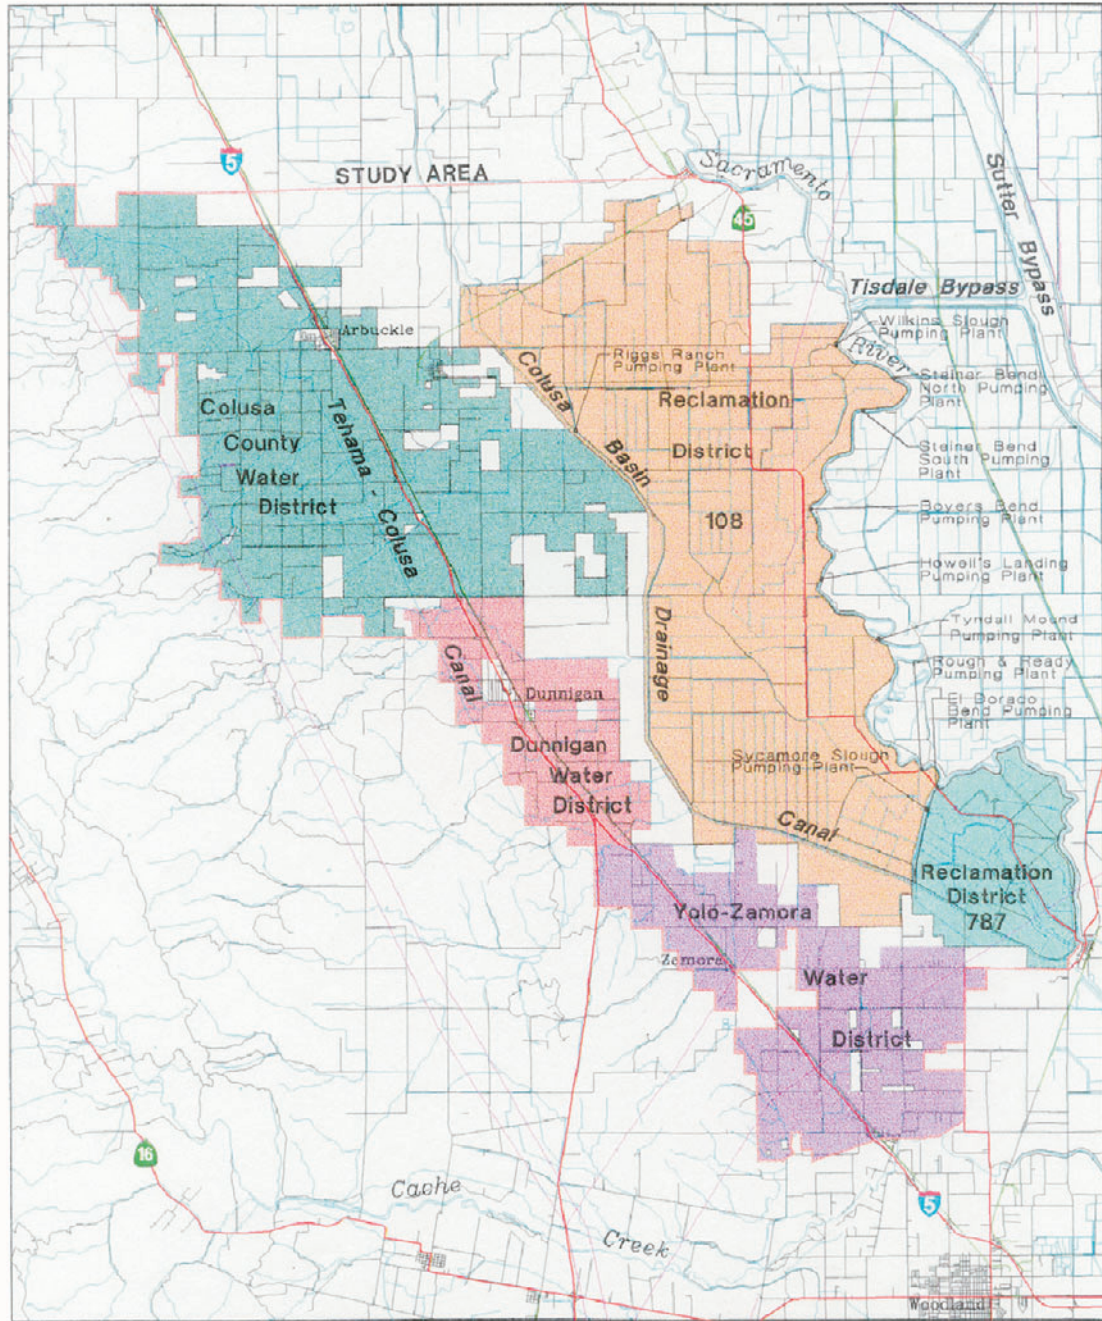 5
STUDY AREA
Sacramento
45
Sutter Bypass
Tisdale Bypass
Wilkins Slough
Pumping Plant
River
Arbuckle
Riggs Ranch
Pumping Plant
Steiner Bend
North Pumping
Plant
Colusa
County
Water
District
Tehama - Colusa
Canal
Colusa
Basin
Drainage
Canal
Reclamation
District
108
Steiner Bend
South Pumping
Plant
Boyers Bend
Pumping Plant
Howell's Landing
Pumping Plant
Tyndall Mound
Pumping Plant
Rough & Ready
Pumping Plant
El Dorado
Bend Pumping
Plant
Dunnigan
Dunnigan
Water
District
Sycamore Slough
Pumping Plant
Reclamation
District
787
Yolo-Zamora
Zamora
Water
District
16
Cache
Creek
5
Woodland